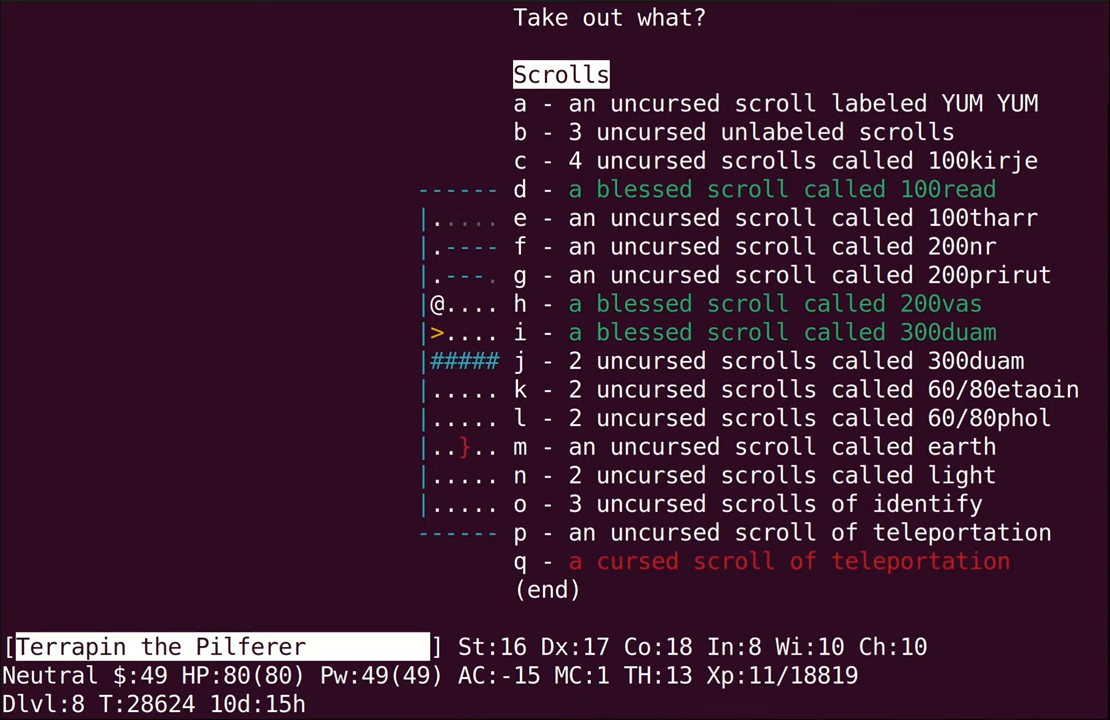 Take out what?
Scrolls
a - an uncursed scroll labeled YUM YUM
b - 3 uncursed unlabeled scrolls
c - 4 uncursed scrolls called 100kirje
------ d - a blessed scroll called 100read
|..... e - an uncursed scroll called 100tharr
|.---- f - an uncursed scroll called 200nr
|.---. g - an uncursed scroll called 200prirut
|@.... h - a blessed scroll called 200vas
|>.... i - a blessed scroll called 300duam
|##### j - 2 uncursed scrolls called 300duam
|..... k - 2 uncursed scrolls called 60/80etaoin
|..... l - 2 uncursed scrolls called 60/80phol
|..}.. m - an uncursed scroll called earth
|..... n - 2 uncursed scrolls called light
|..... o - 3 uncursed scrolls of identify
------ p - an uncursed scroll of teleportation
q - a cursed scroll of teleportation
(end)
[Terrapin the Pilferer ] St:16 Dx:17 Co:18 In:8 Wi:10 Ch:10
Neutral $:49 HP:80(80) Pw:49(49) AC:-15 MC:1 TH:13 Xp:11/18819
Dlvl:8 T:28624 10d:15h